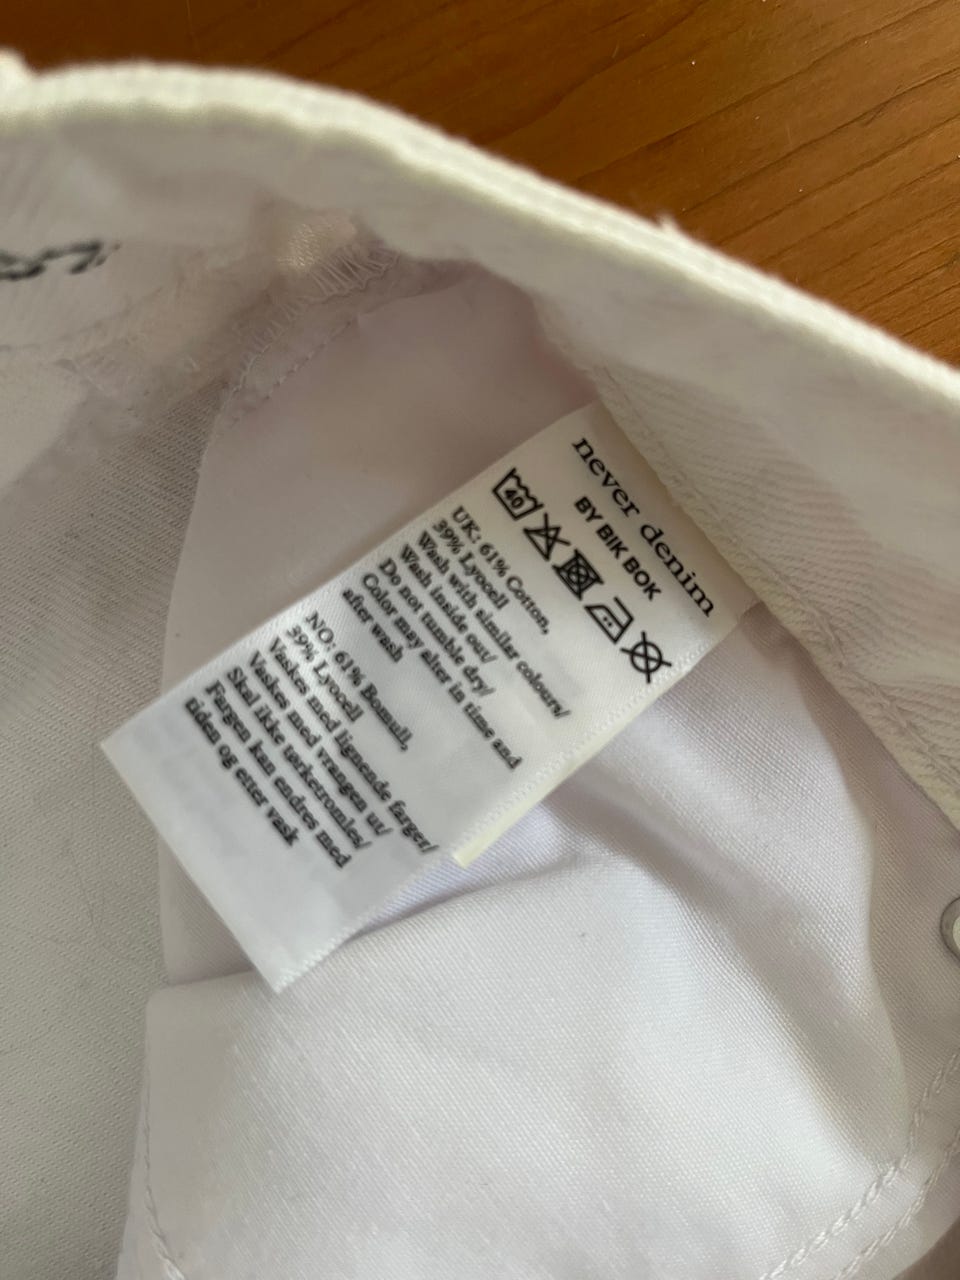 never denim
BY BIK BOK
40
UK: 61% Cotton,
39% Lyocell
Wash with similar colours/
Wash inside out/
Do not tumble dry/
Color may alter in time and
after wash
NO: 61% Bomull,
39% Lyocell
Vaskes med lignende farger/
Vaskes med vrangen ut/
Skal ikke tørketromles/
Fargen kan endres med
tiden og etter vask